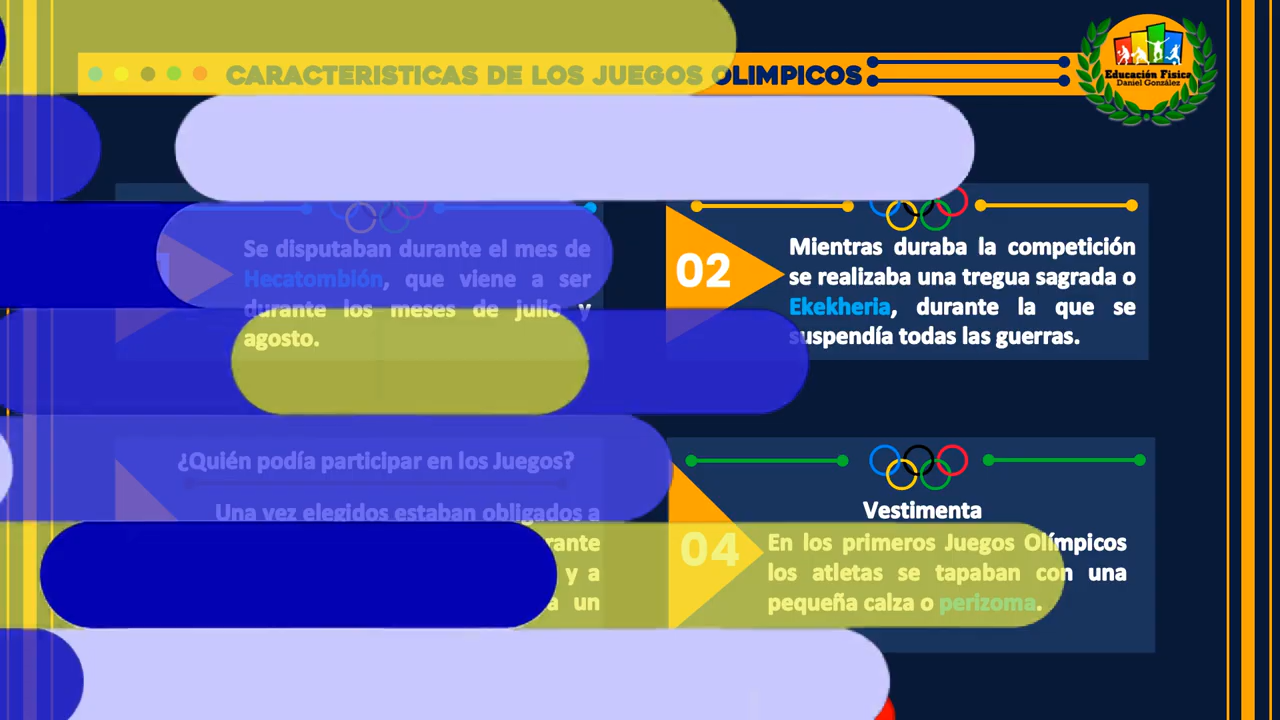 CARACTERISTICAS DE LOS JUEGOS OLIMPICOS
Educación Física
Daniel González
1
Se disputaban durante el mes de
Hecatombión, que viene a ser
durante los meses de julio y
agosto.
02
Mientras duraba la competición
se realizaba una tregua sagrada o
Ekekheria, durante la que se
suspendía todas las guerras.
¿Quién podía participar en los Juegos?
Una vez elegidos estaban obligados a
y a
un
04
Vestimenta
En los primeros Juegos Olímpicos
los atletas se tapaban con una
pequeña calza o perizoma.